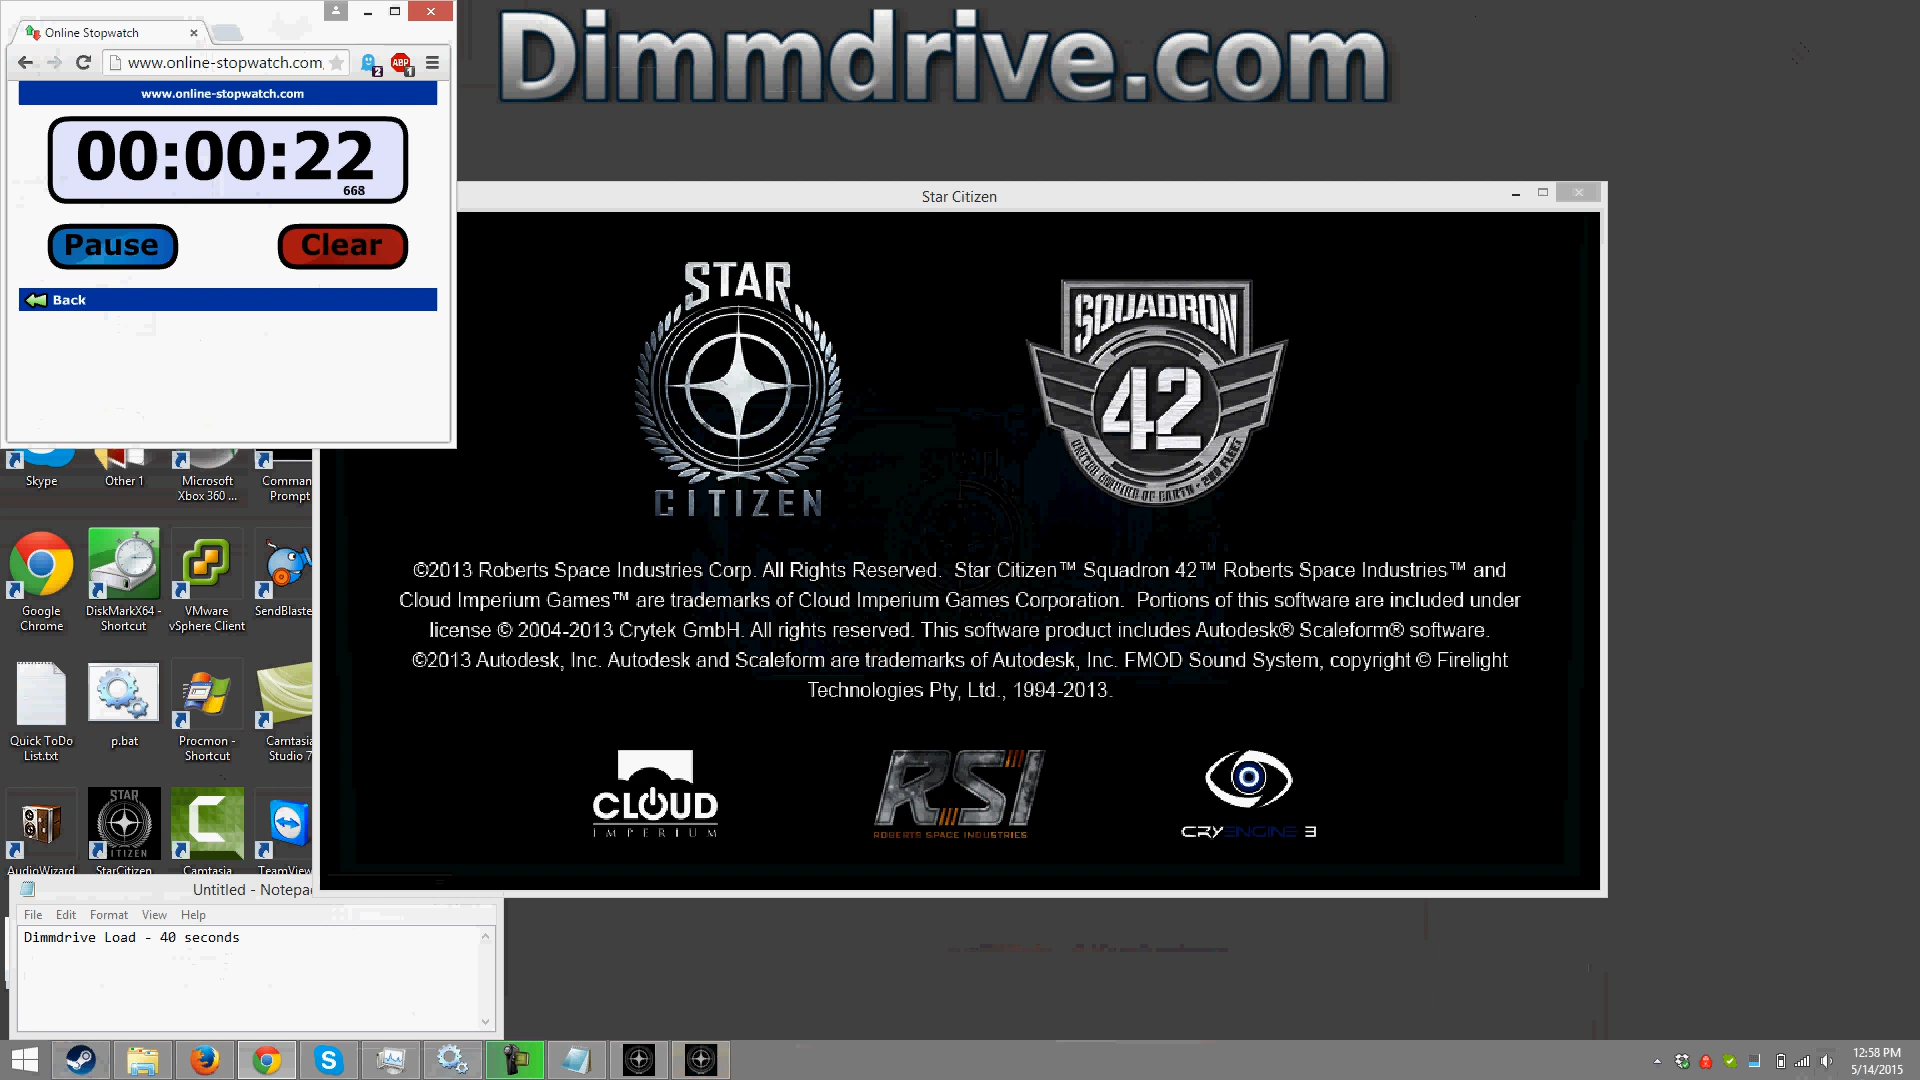 Online Stopwatch
www.online-stopwatch.com
2
ABP
1
www.online-stopwatch.com
00:00:22
668
Pause
Clear
Back
Dimmdrive.com
Star Citizen
STAR
CITIZEN
SQUADRON
42
©2013 Roberts Space Industries Corp. All Rights Reserved. Star Citizen™ Squadron 42™ Roberts Space Industries™ and
Cloud Imperium Games™ are trademarks of Cloud Imperium Games Corporation. Portions of this software are included under
license © 2004-2013 Crytek GmbH. All rights reserved. This software product includes Autodesk® Scaleform® software.
©2013 Autodesk, Inc. Autodesk and Scaleform are trademarks of Autodesk, Inc. FMOD Sound System, copyright © Firelight
Technologies Pty, Ltd., 1994-2013.
CLOUD
IMPERIUM
RSI
ROBERTS SPACE INDUSTRIES
CRYENGINE 3
Skype
Other 1
Microsoft
Xbox 360 ...
Comman
Prompt
Google
Chrome
DiskMarkX64 -
Shortcut
VMware
vSphere Client
SendBlaste
Quick ToDo
List.txt
p.bat
Procmon -
Shortcut
Camtasi
Studio 7
STAR
CITIZEN
AudioWizard
StarCitizen
Camtasia
TeamView
Untitled - Notepa
File Edit Format View Help
Dimmdrive Load - 40 seconds
12:58 PM
5/14/2015